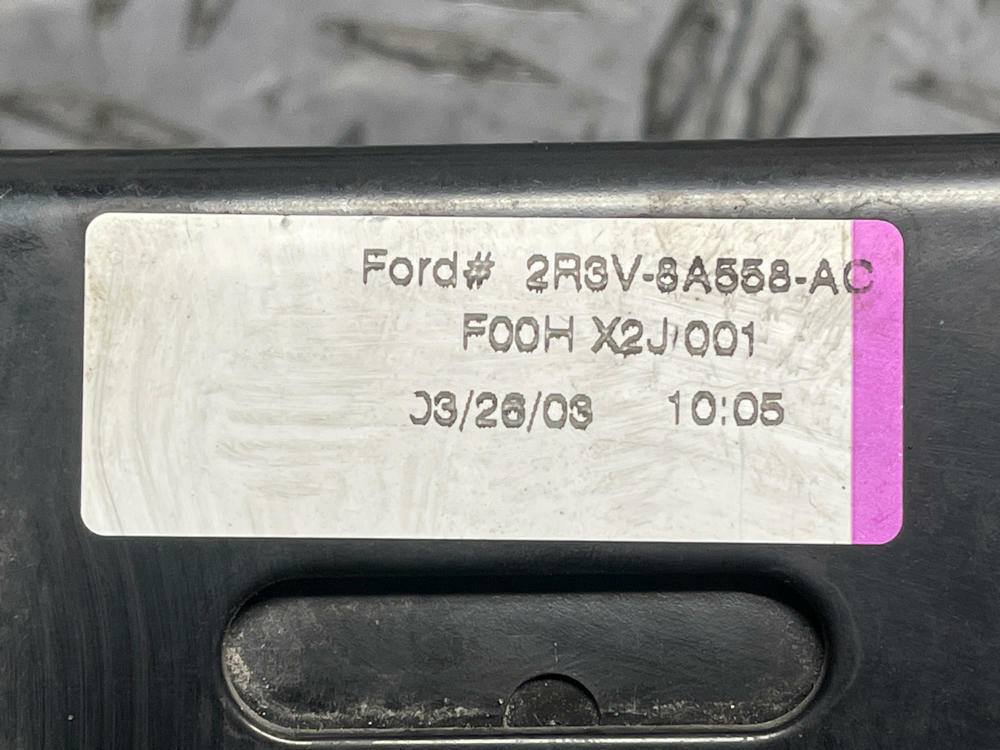 Ford# 2R3V-8A558-AC
F00H X2J 001
03/26/03 10:05